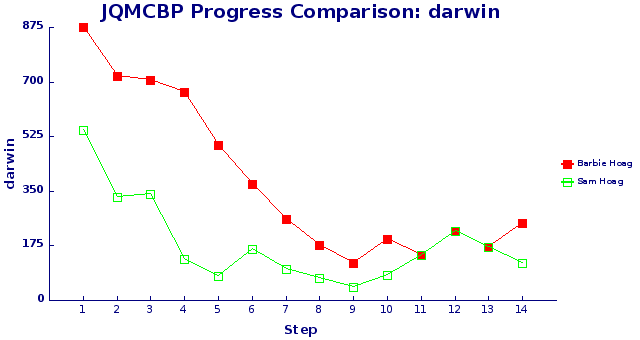 JQMCBP Progress Comparison: darwin
875
700
525
350
175
0
darwin
1 2 3 4 5 6 7 8 9 10 11 12 13 14
Step
Barbie Hoag
Sam Hoag